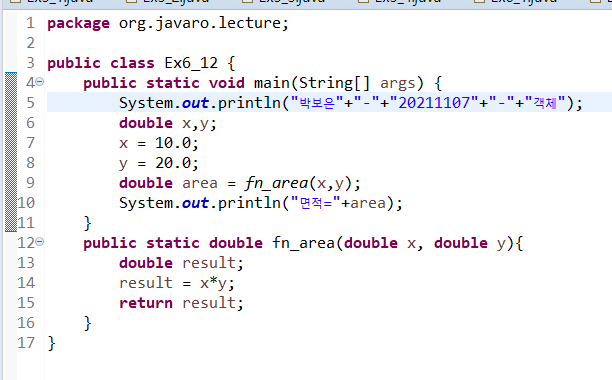 1 package org.javaro.lecture;
2
3 public class Ex6_12 {
4 public static void main(String[] args) {
5 System.out.println("박보은"+"-"+"20211107"+"-"+"객체");
6 double x,y;
7 x = 10.0;
8 y = 20.0;
9 double area = fn_area(x,y);
10 System.out.println("면적="+area);
11 }
12 public static double fn_area(double x, double y){
13 double result;
14 result = x*y;
15 return result;
16 }
17 }